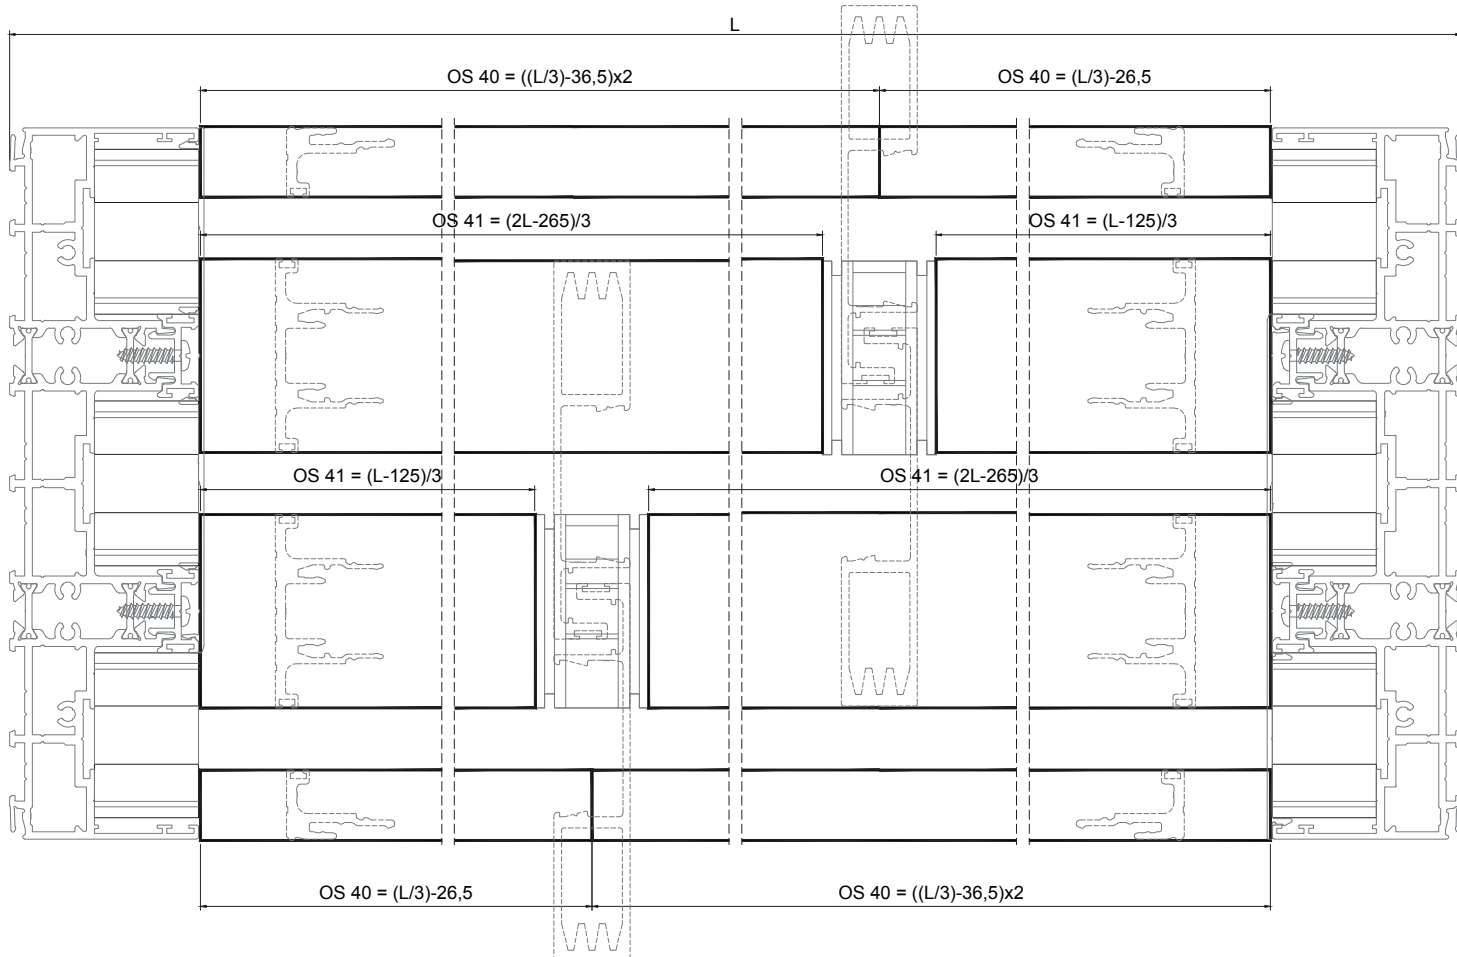 L
OS 40 = ((L/3)-36,5)x2
OS 40 = (L/3)-26,5
OS 41 = (2L-265)/3
OS 41 = (L-125)/3
OS 41 = (L-125)/3
OS 41 = (2L-265)/3
OS 40 = (L/3)-26,5
OS 40 = ((L/3)-36,5)x2